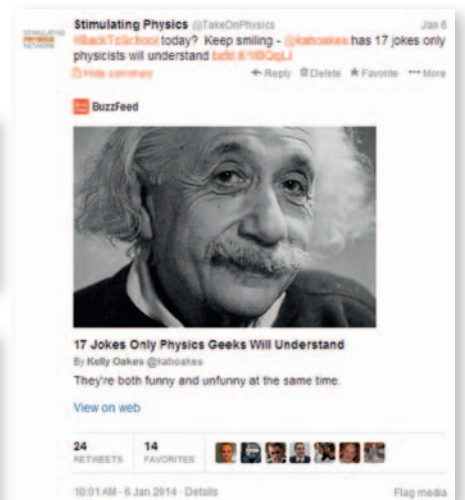 STIMULATING PHYSICS NETWORK
Stimulating Physics @TakeOnPhysics Jan 6
#BackToSchool today? Keep smiling - @kahoakes has 17 jokes only
physicists will understand
Hide summary Reply Delete Favorite More
BuzzFeed
17 Jokes Only Physics Geeks Will Understand
By Kelly Oakes @kahoakes
They're both funny and unfunny at the same time.
View on web
24 14
RETWEETS FAVORITES
10:01 AM - 6 Jan 2014 · Details Flag media